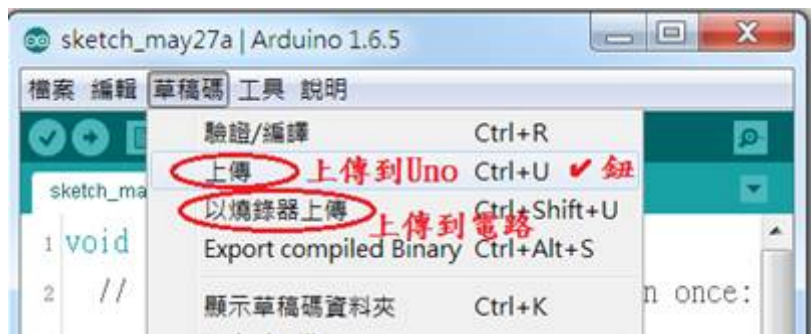 sketch_may27a | Arduino 1.6.5
檔案 編輯 草稿碼 工具 說明
驗證/編譯 Ctrl+R
上傳 上傳到Uno Ctrl+U ✔鈕
sketch_ma
以燒錄器上傳 Ctrl+Shift+U
上傳到電路
1 void
Export compiled Binary Ctrl+Alt+S
2 // n once:
顯示草稿碼資料夾 Ctrl+K